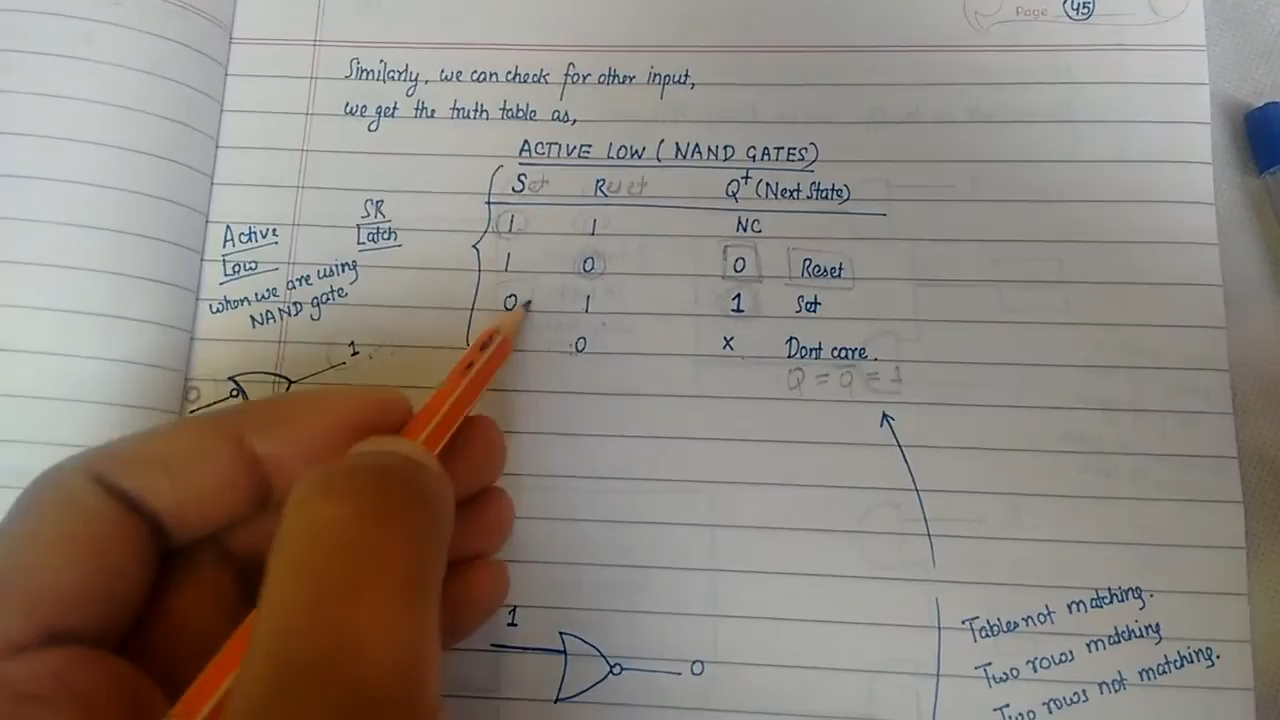 Page 45
Similarly, we can check for other input,
we get the truth table as,
ACTIVE LOW (NAND GATES)
Set Reset Q+ (Next State)
1 1 NC
1 0 0 Reset
0 1 1 Set
0 x Dont care.
Q = Q̅ = 1
SR
Latch
Active
Low
when we are using
NAND gate
1
0
1
0
Tables not matching.
Two rows matching
Two rows not matching.